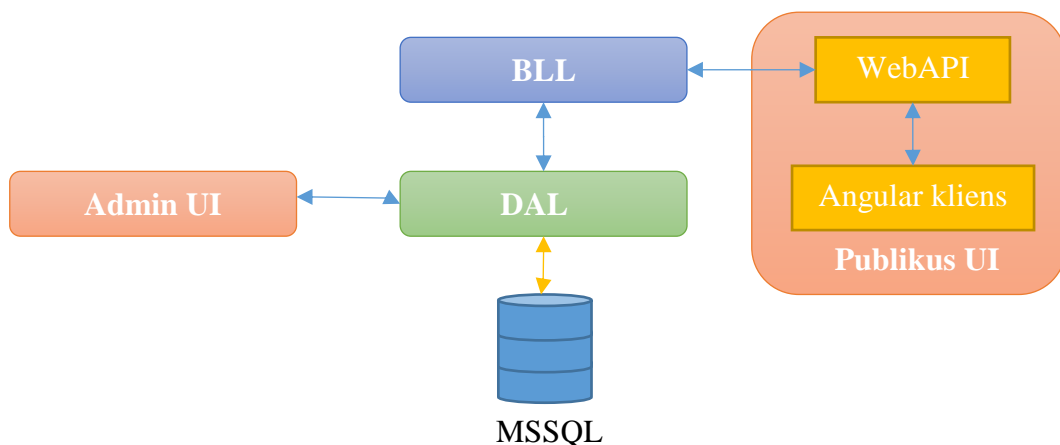 BLL
WebAPI
Admin UI
DAL
Angular kliens
Publikus UI
MSSQL